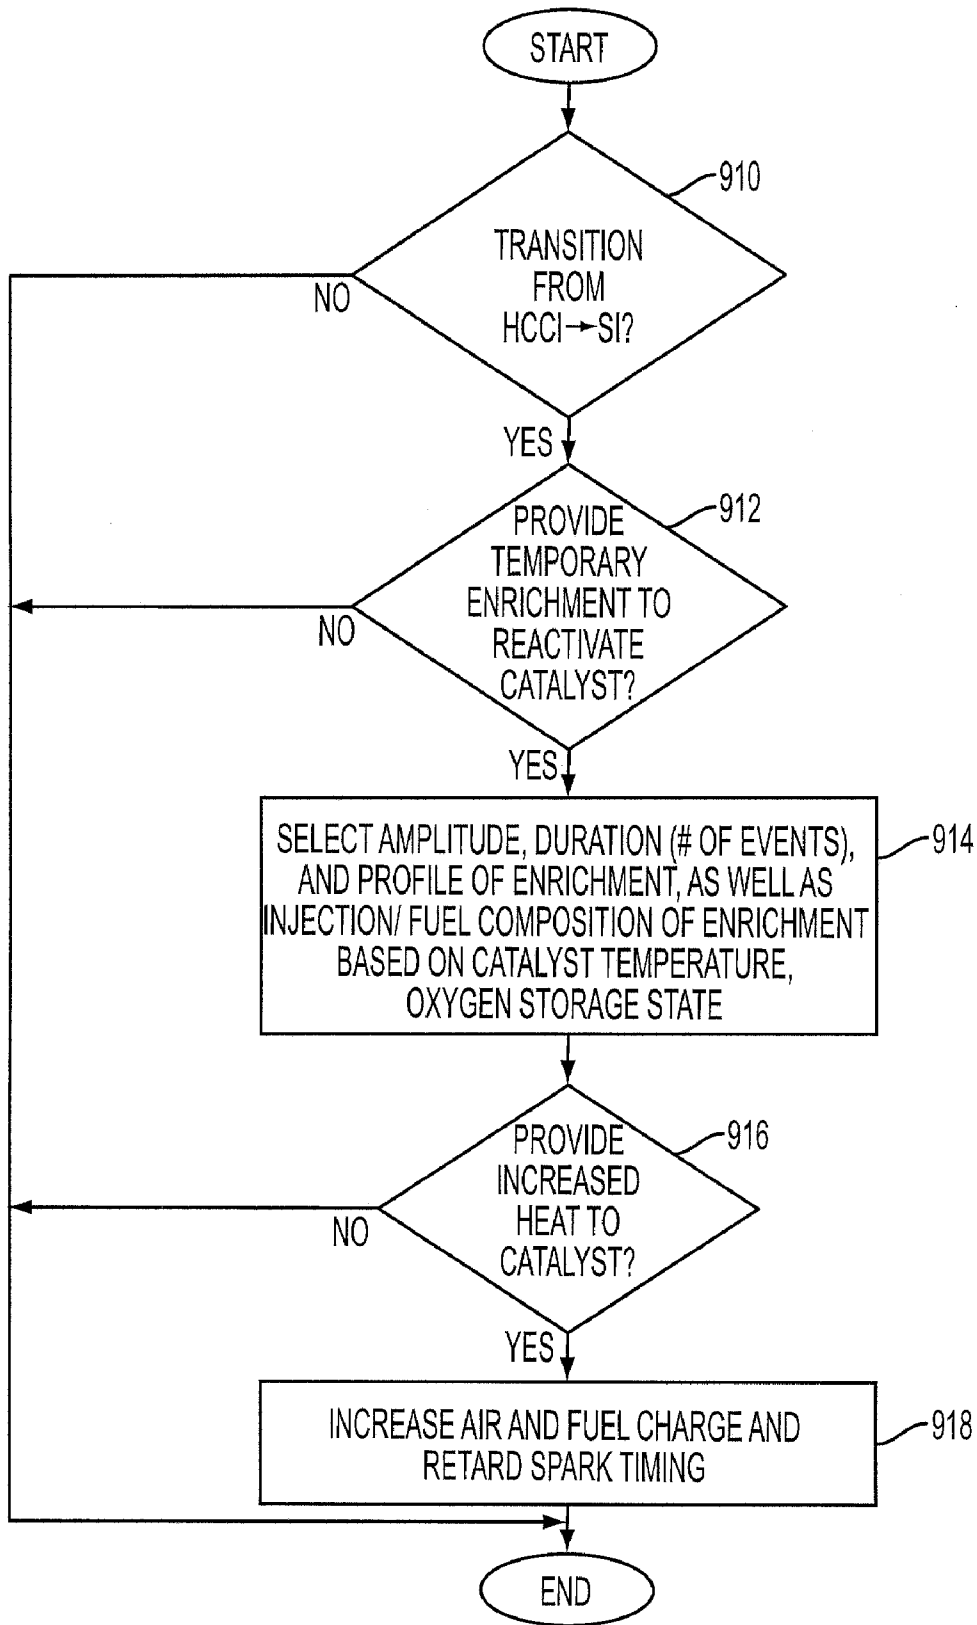 START
910
TRANSITION
FROM
HCCI→SI?
NO
YES
912
PROVIDE
TEMPORARY
ENRICHMENT TO
REACTIVATE
CATALYST?
NO
YES
914
SELECT AMPLITUDE, DURATION (# OF EVENTS),
AND PROFILE OF ENRICHMENT, AS WELL AS
INJECTION/ FUEL COMPOSITION OF ENRICHMENT
BASED ON CATALYST TEMPERATURE,
OXYGEN STORAGE STATE
916
PROVIDE
INCREASED
HEAT TO
CATALYST?
NO
YES
918
INCREASE AIR AND FUEL CHARGE AND
RETARD SPARK TIMING
END